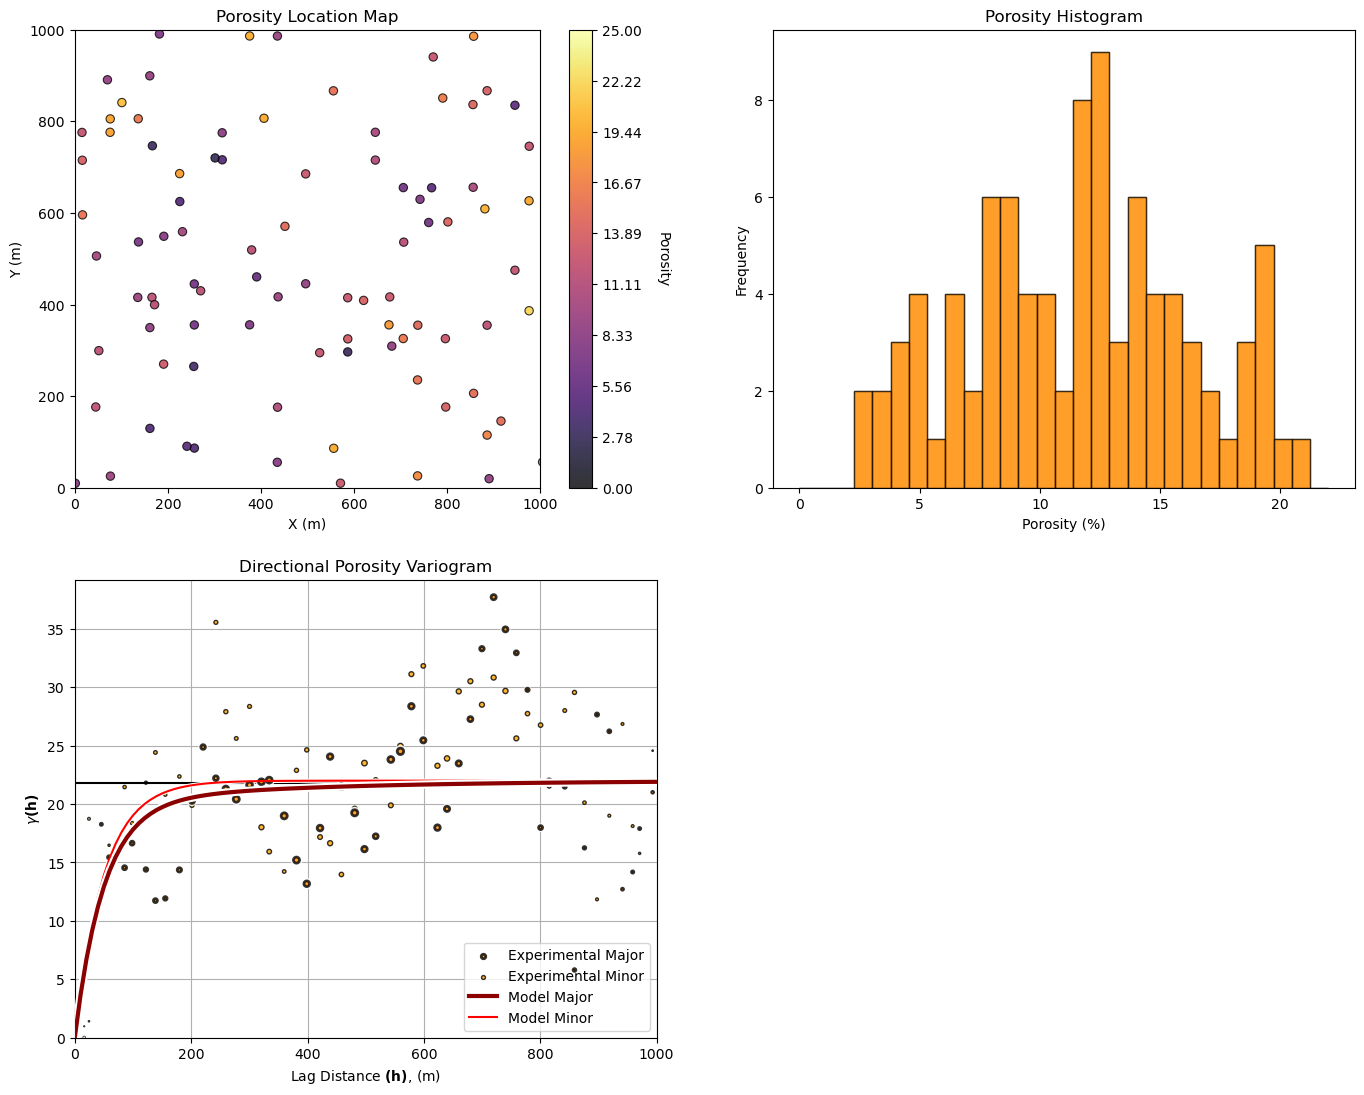 Porosity Location Map
1000
800
600
400
200
0
Y (m)
0 200 400 600 800 1000
X (m)
25.00
22.22
19.44
16.67
13.89
11.11
8.33
5.56
2.78
0.00
Porosity
Porosity Histogram
8
6
4
2
0
Frequency
0 5 10 15 20
Porosity (%)
Directional Porosity Variogram
35
30
25
20
15
10
5
0
γ(h)
0 200 400 600 800 1000
Lag Distance (h), (m)
Experimental Major
Experimental Minor
Model Major
Model Minor